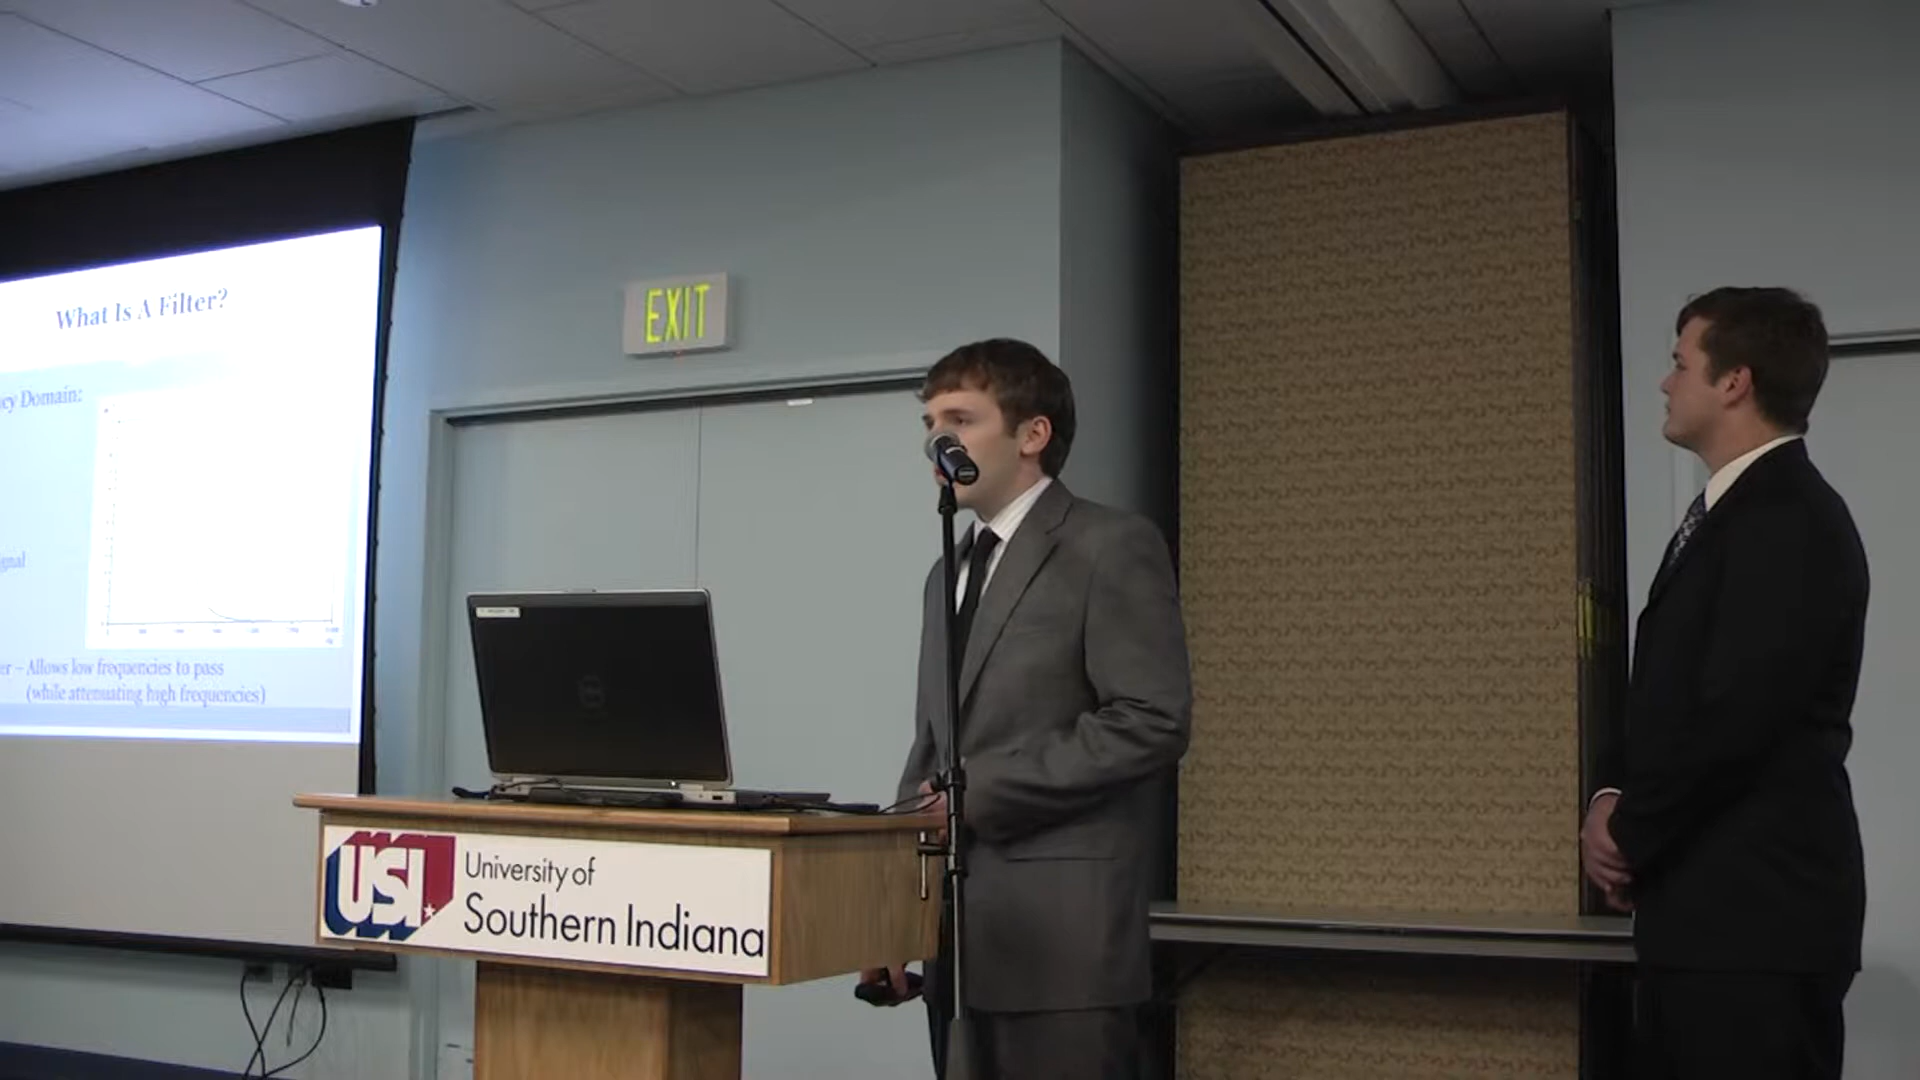 What Is A Filter?
cy Domain:
gnal
er – Allows low frequencies to pass
(while attenuating high frequencies)
EXIT
USI
University of
Southern Indiana